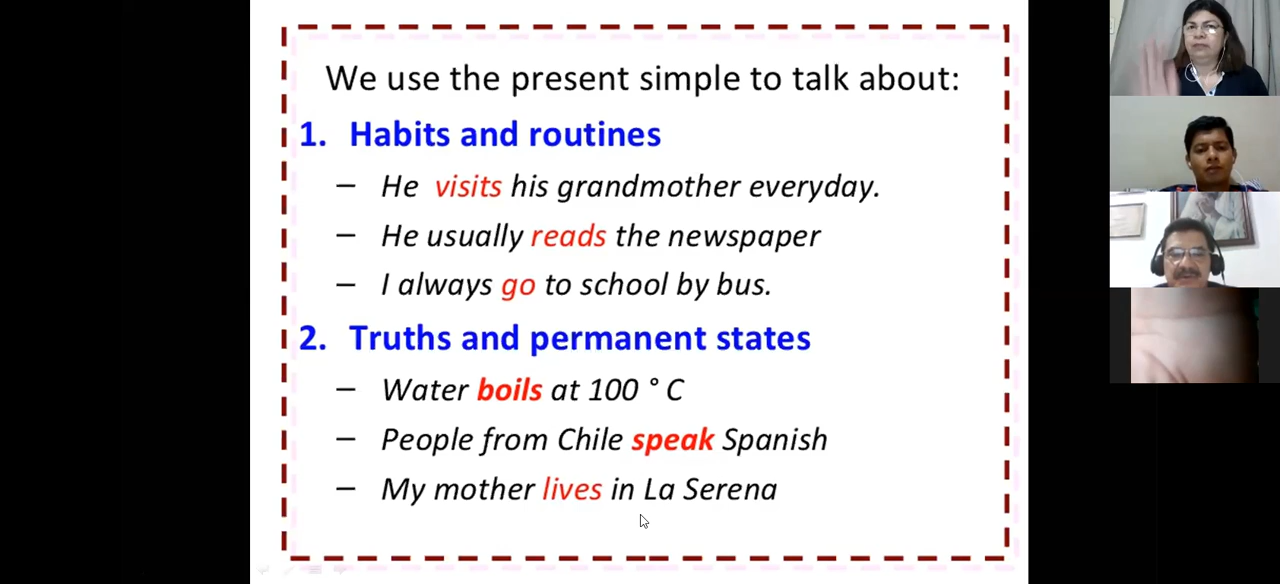 We use the present simple to talk about:
1. Habits and routines
– He visits his grandmother everyday.
– He usually reads the newspaper
– I always go to school by bus.
2. Truths and permanent states
– Water boils at 100 ° C
– People from Chile speak Spanish
– My mother lives in La Serena